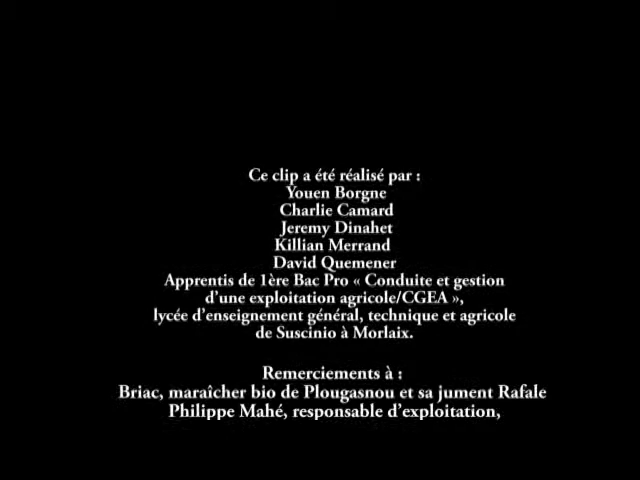 Ce clip a été réalisé par :
Youen Borgne
Charlie Camard
Jeremy Dinahet
Killian Merrand
David Quemener
Apprentis de 1ère Bac Pro « Conduite et gestion
d'une exploitation agricole/CGEA »,
lycée d'enseignement général, technique et agricole
de Suscinio à Morlaix.
Remerciements à :
Briac, maraîcher bio de Plougasnou et sa jument Rafale
Philippe Mahé, responsable d'exploitation,